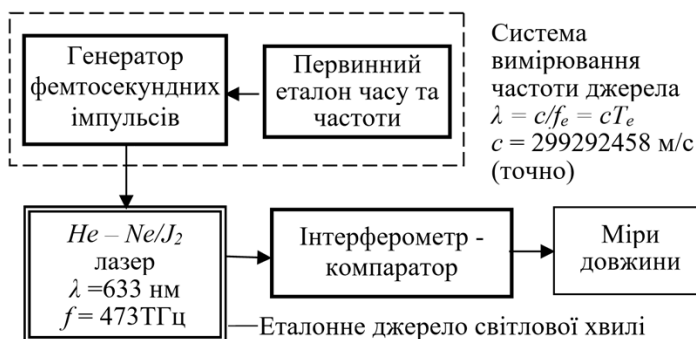 Генератор
фемтосекундних
імпульсів
Первинний
еталон часу та
частоти
Система
вимірювання
частоти джерела
λ = c/fₑ = cTₑ
c = 299292458 м/с
(точно)
He – Ne/J₂
лазер
λ =633 нм
f = 473ТГц
Інтерферометр -
компаратор
Міри
довжини
Еталонне джерело світлової хвилі